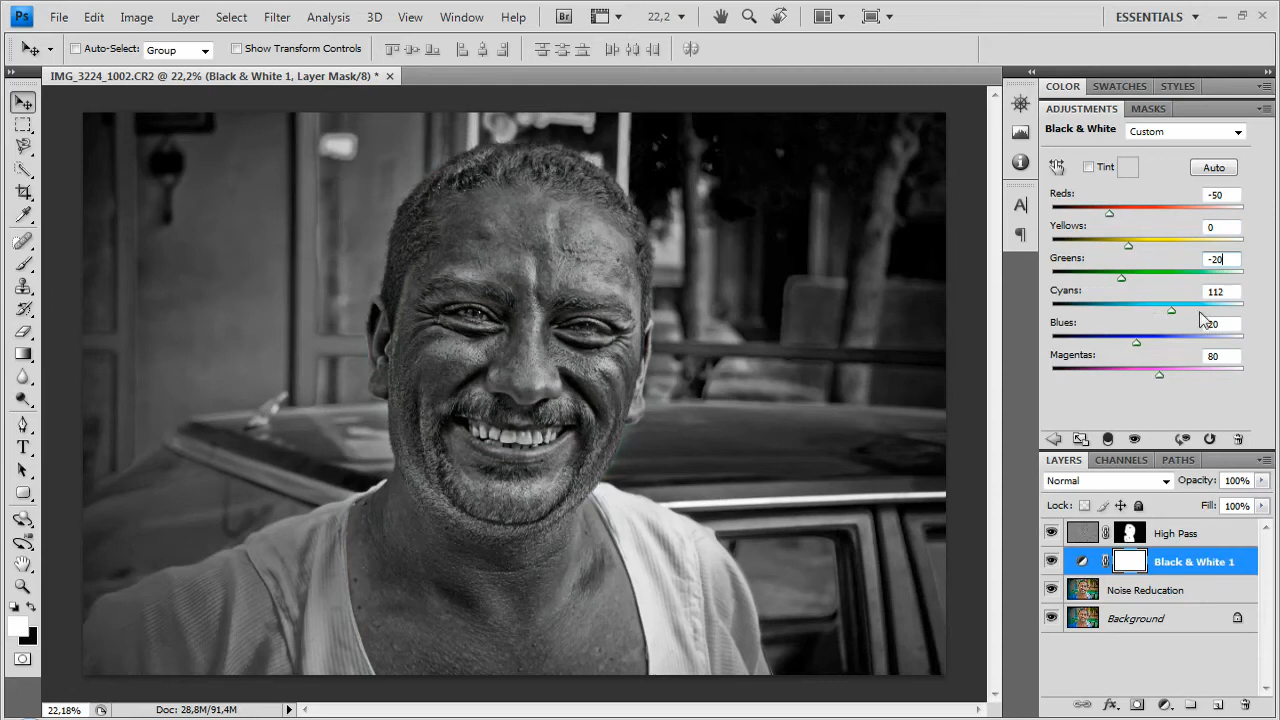 Ps File Edit Image Layer Select Filter Analysis 3D View Window Help Br 22,2 ESSENTIALS
Auto-Select: Group Show Transform Controls
IMG_3224_1002.CR2 @ 22,2% (Black & White 1, Layer Mask/8) *
COLOR SWATCHES STYLES
ADJUSTMENTS MASKS
Black & White Custom
Tint Auto
Reds: -50
Yellows: 0
Greens: -20
Cyans: 112
Blues: 20
Magentas: 80
LAYERS CHANNELS PATHS
Normal Opacity: 100%
Lock: Fill: 100%
High Pass
Black & White 1
Noise Reducation
Background
22,18% Doc: 28,8M/91,4M